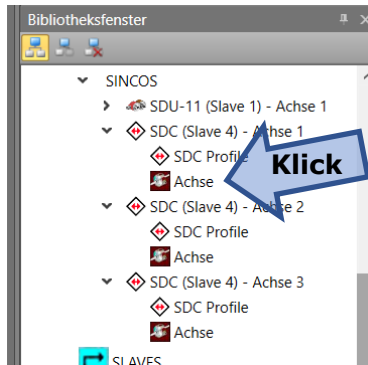 Bibliotheksfenster
SINCOS
SDU-11 (Slave 1) - Achse 1
SDC (Slave 4) - Achse 1
SDC Profile
Achse
Klick
SDC (Slave 4) - Achse 2
SDC Profile
Achse
SDC (Slave 4) - Achse 3
SDC Profile
Achse
SLAVES